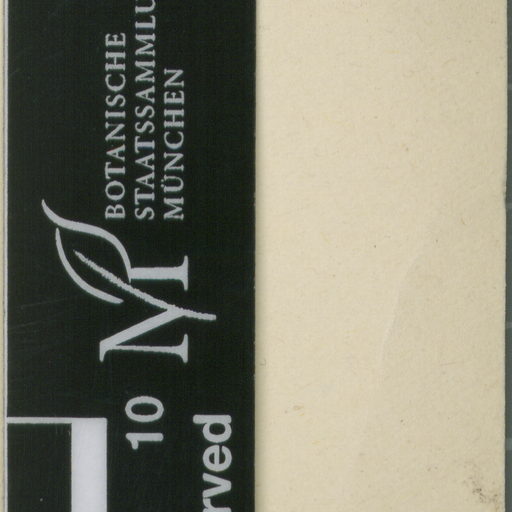 BOTANISCHE
STAATSSAMMLU
MÜNCHEN
M
10
rved